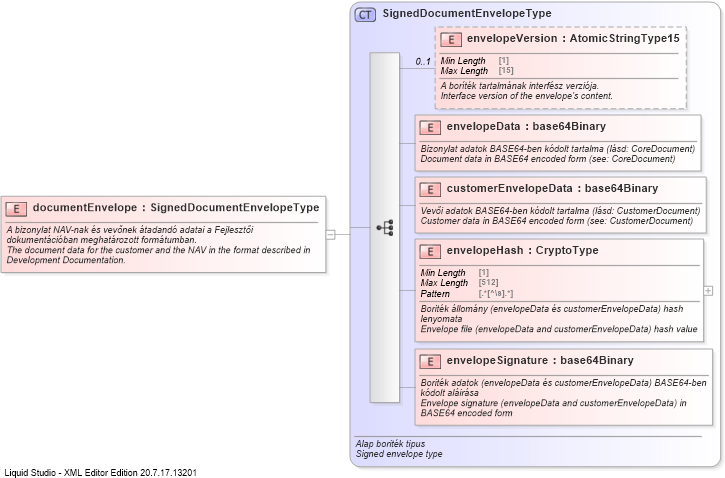 CT SignedDocumentEnvelopeType
E envelopeVersion : AtomicStringType15
0..1
Min Length [1]
Max Length [15]
A boríték tartalmának interfész verziója.
Interface version of the envelope's content.
E envelopeData : base64Binary
Bizonylat adatok BASE64-ben kódolt tartalma (lásd: CoreDocument)
Document data in BASE64 encoded form (see: CoreDocument)
E customerEnvelopeData : base64Binary
Vevői adatok BASE64-ben kódolt tartalma (lásd: CustomerDocument)
Customer data in BASE64 encoded form (see: CustomerDocument)
E documentEnvelope : SignedDocumentEnvelopeType
A bizonylat NAV-nak és vevőnek átadandó adatai a Fejlesztői
dokumentációban meghatározott formátumban.
The document data for the customer and the NAV in the format described in
Development Documentation.
E envelopeHash : CryptoType
Min Length [1]
Max Length [512]
Pattern [.*[^\s].*]
Boríték állomány (envelopeData és customerEnvelopeData) hash
lenyomata
Envelope file (envelopeData and customerEnvelopeData) hash value
E envelopeSignature : base64Binary
Boríték adatok (envelopeData és customerEnvelopeData) BASE64-ben
kódolt aláírása
Envelope signature (envelopeData and customerEnvelopeData) in
BASE64 encoded form
Alap boríték típus
Signed envelope type
Liquid Studio - XML Editor Edition 20.7.17.13201